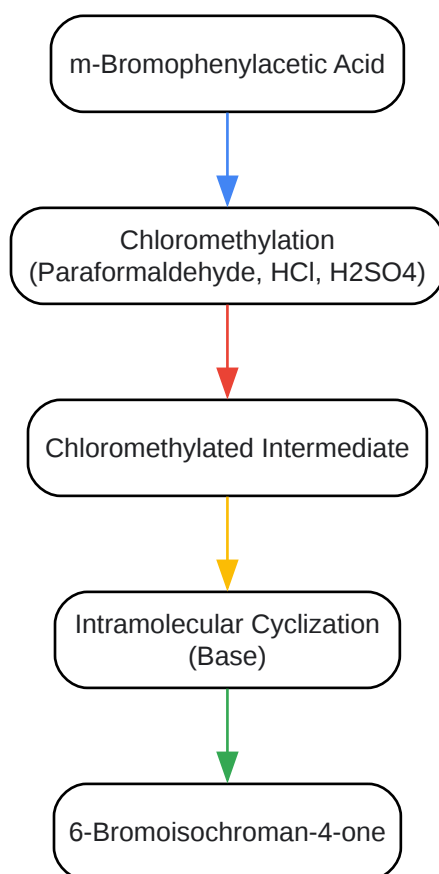 m-Bromophenylacetic Acid
Chloromethylation
(Paraformaldehyde, HCl, H2SO4)
Chloromethylated Intermediate
Intramolecular Cyclization
(Base)
6-Bromoisochroman-4-one